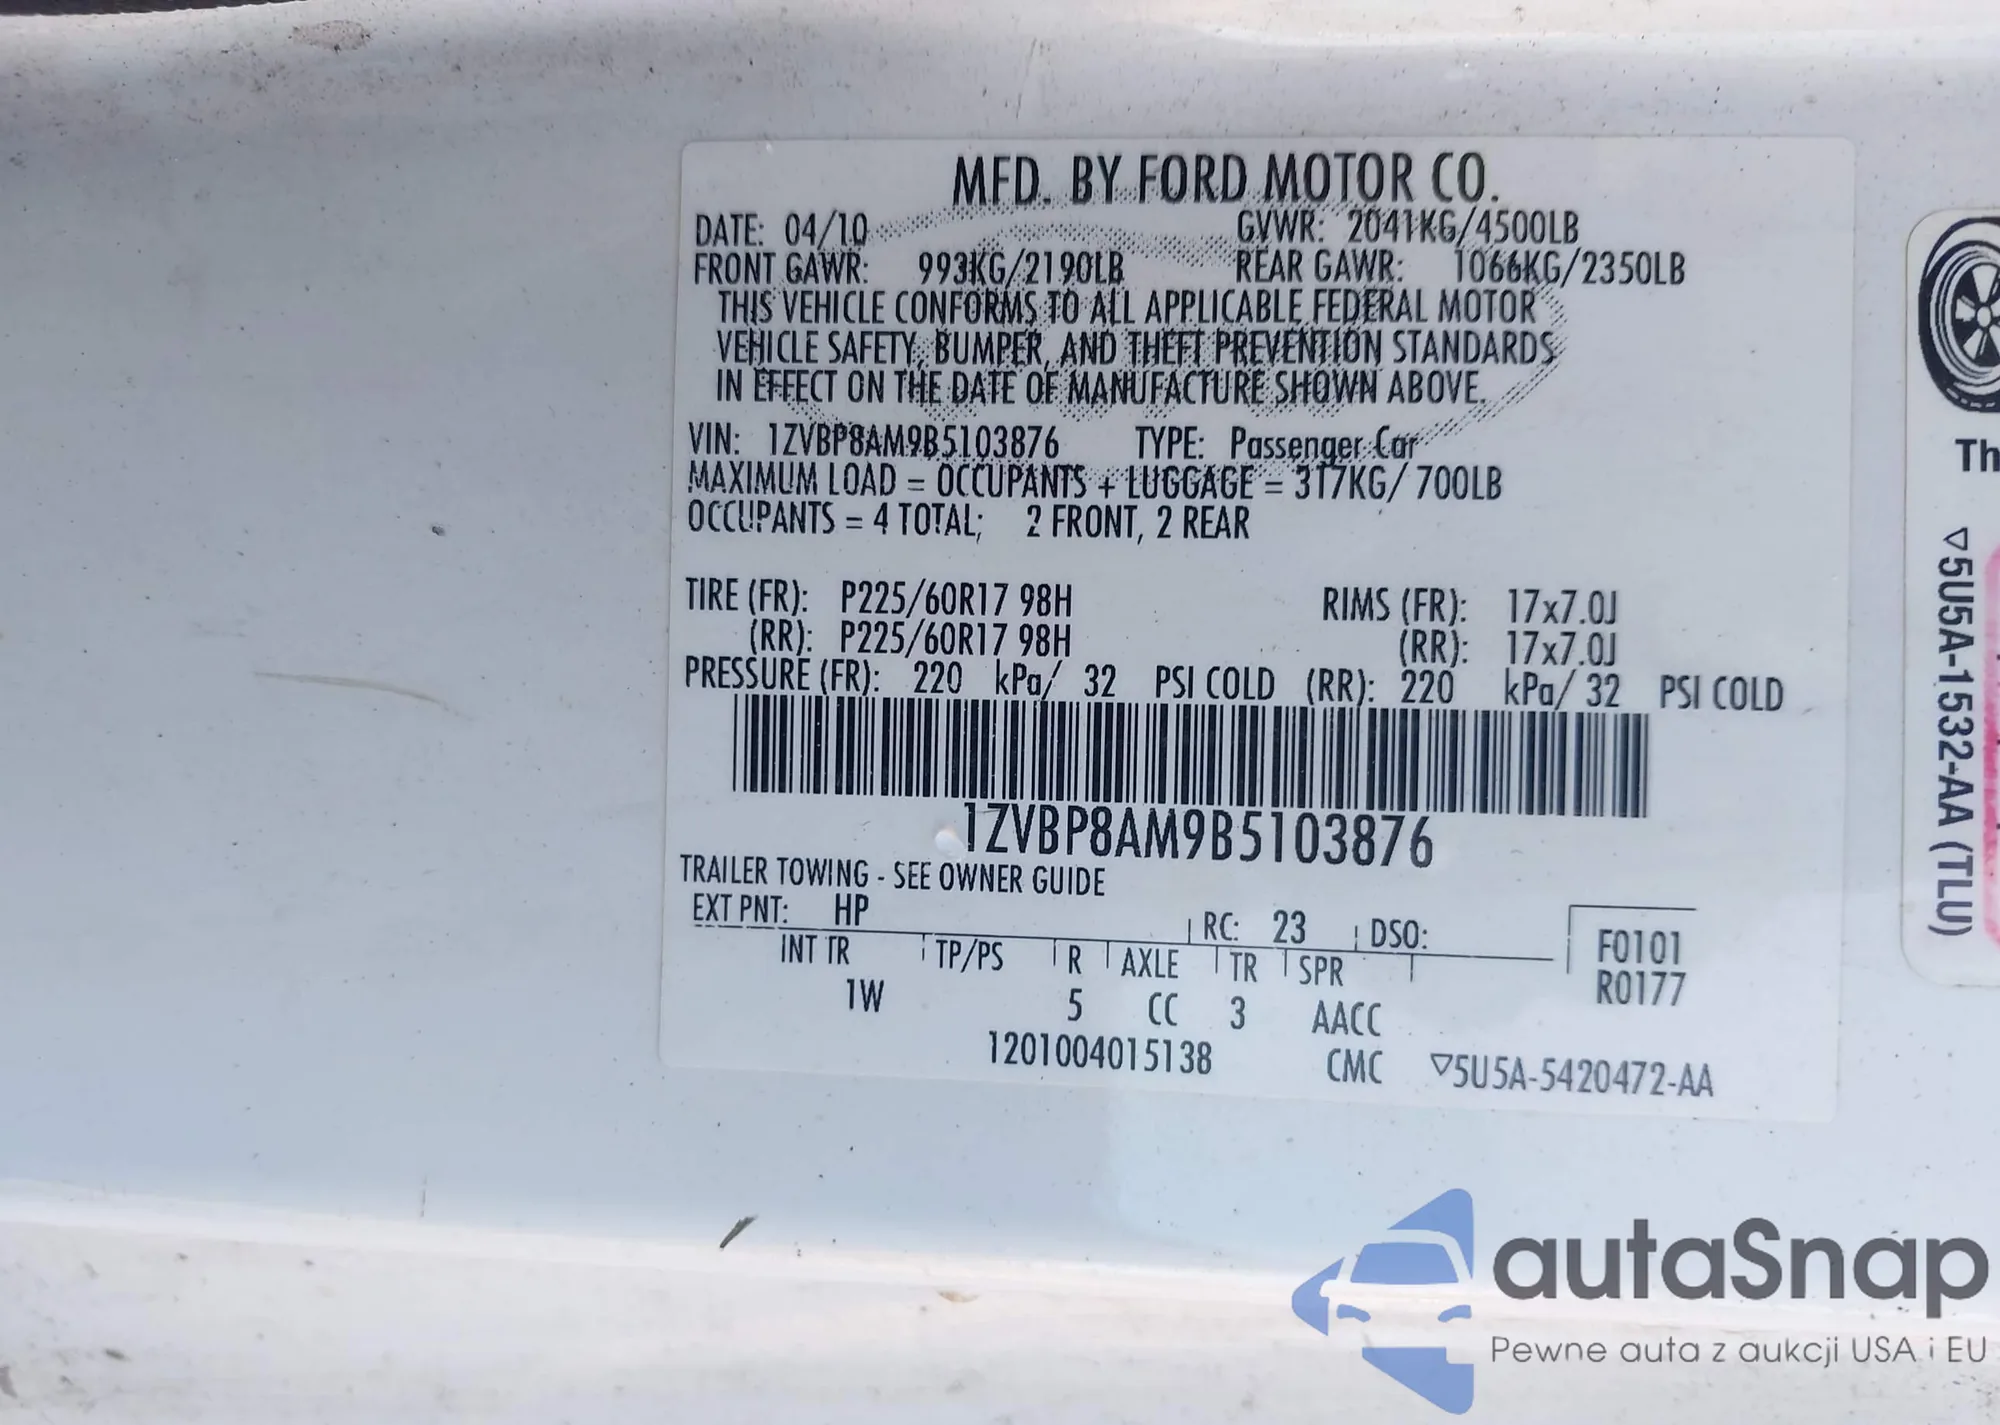 MFD. BY FORD MOTOR CO.
DATE: 04/10 GVWR: 2041KG/4500LB
FRONT GAWR: 993KG/2190LB REAR GAWR: 1066KG/2350LB
THIS VEHICLE CONFORMS TO ALL APPLICABLE FEDERAL MOTOR
VEHICLE SAFETY, BUMPER, AND THEFT PREVENTION STANDARDS
IN EFFECT ON THE DATE OF MANUFACTURE SHOWN ABOVE.
VIN: 1ZVBP8AM9B5103876 TYPE: Passenger Car
MAXIMUM LOAD = OCCUPANTS + LUGGAGE = 317KG/ 700LB
OCCUPANTS = 4 TOTAL; 2 FRONT, 2 REAR
TIRE (FR): P225/60R17 98H RIMS (FR): 17x7.0J
(RR): P225/60R17 98H (RR): 17x7.0J
PRESSURE (FR): 220 kPa/ 32 PSI COLD (RR): 220 kPa/ 32 PSI COLD
1ZVBP8AM9B5103876
TRAILER TOWING - SEE OWNER GUIDE
EXT PNT: HP RC: 23 DSO: F0101
INT TR TP/PS R AXLE TR SPR R0177
1W 5 CC 3 AACC
1201004015138 CMC ▽5U5A-5420472-AA
Th
▽5U5A-1532-AA (TLU)
autaSnap
Pewne auta z aukcji USA i EU